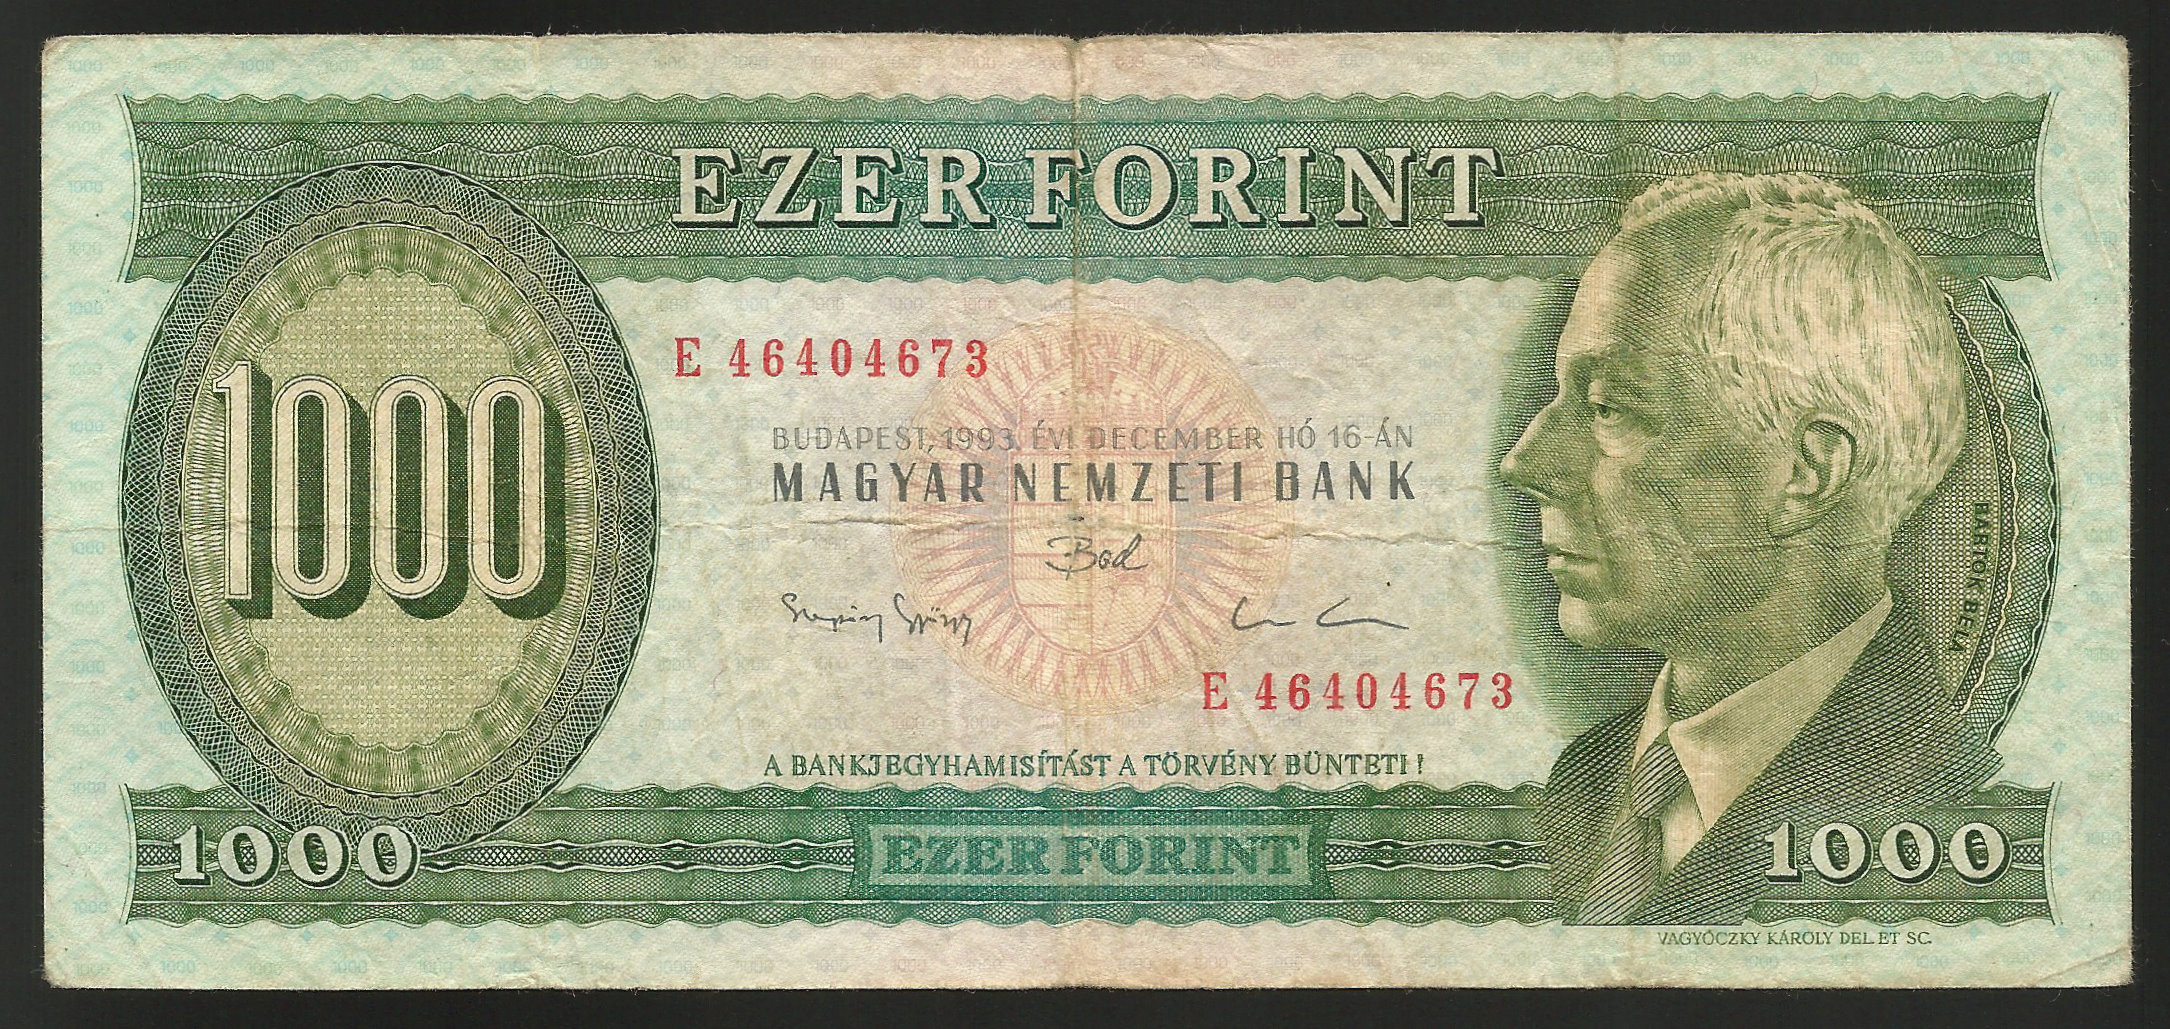 EZER FORINT
1000
E 46404673
BUDAPEST, 1993. ÉVI DECEMBER HÓ 16-ÁN
MAGYAR NEMZETI BANK
Bod
E 46404673
BARTÓK BÉLA
A BANKJEGYHAMISÍTÁST A TÖRVÉNY BÜNTETI!
1000
EZER FORINT
1000
VAGYÓCZKY KÁROLY DEL. ET SC.